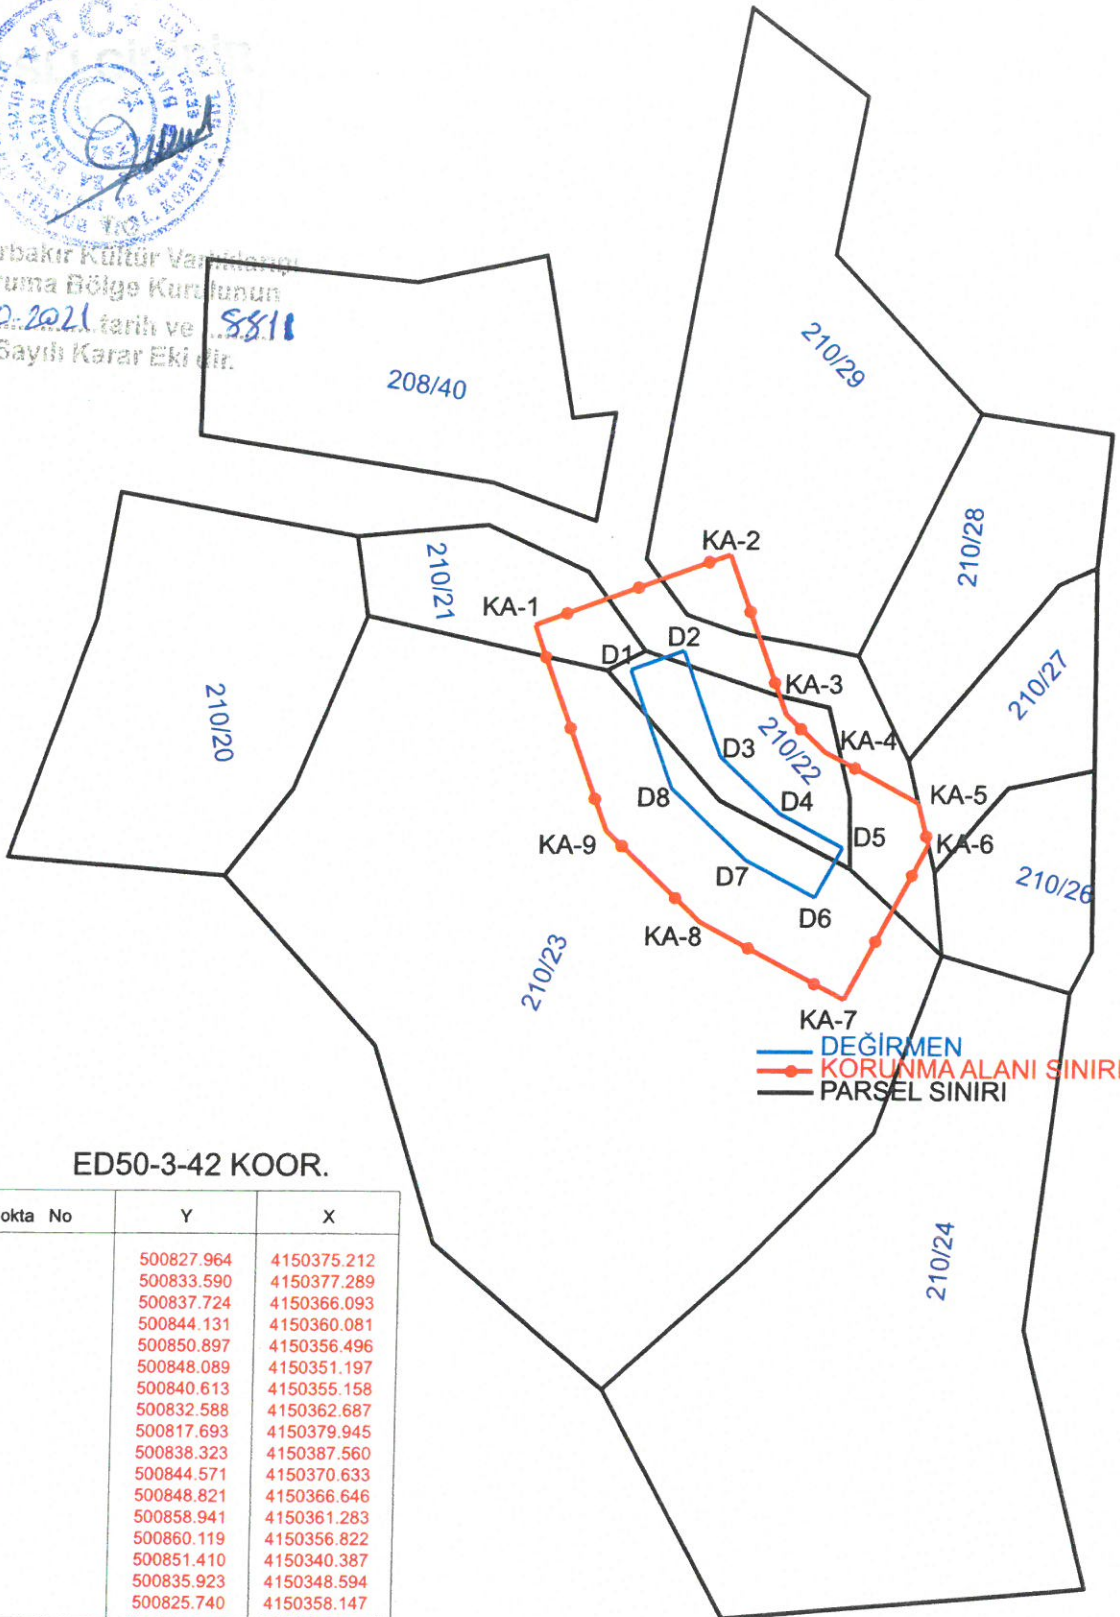 T.C.
rbakır Kültür Varlıklarını
ruma Bölge Kurulunun
2021 tarih ve 8811
Sayılı Karar Eki dir.
208/40
210/29
210/28
210/27
210/26
210/21
210/20
210/22
210/23
210/24
KA-1
KA-2
KA-3
KA-4
KA-5
KA-6
KA-7
KA-8
KA-9
D1
D2
D3
D4
D5
D6
D7
D8
DEĞİRMEN
KORUNMA ALANI SINIRI
PARSEL SINIRI
ED50-3-42 KOOR.
okta No Y X
500827.964 4150375.212
500833.590 4150377.289
500837.724 4150366.093
500844.131 4150360.081
500850.897 4150356.496
500848.089 4150351.197
500840.613 4150355.158
500832.588 4150362.687
500817.693 4150379.945
500838.323 4150387.560
500844.571 4150370.633
500848.821 4150366.646
500858.941 4150361.283
500860.119 4150356.822
500851.410 4150340.387
500835.923 4150348.594
500825.740 4150358.147